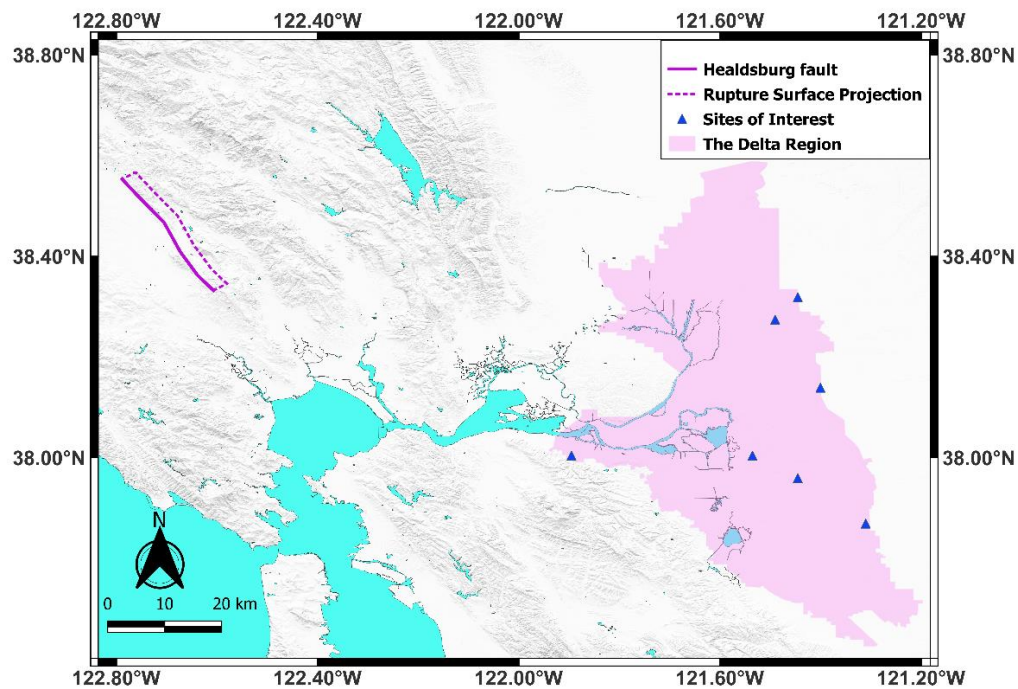 122.80°W 122.40°W 122.00°W 121.60°W 121.20°W
38.80°N 38.80°N
Healdsburg fault
Rupture Surface Projection
Sites of Interest
The Delta Region
38.40°N 38.40°N
38.00°N 38.00°N
N
0 10 20 km
122.80°W 122.40°W 122.00°W 121.60°W 121.20°W